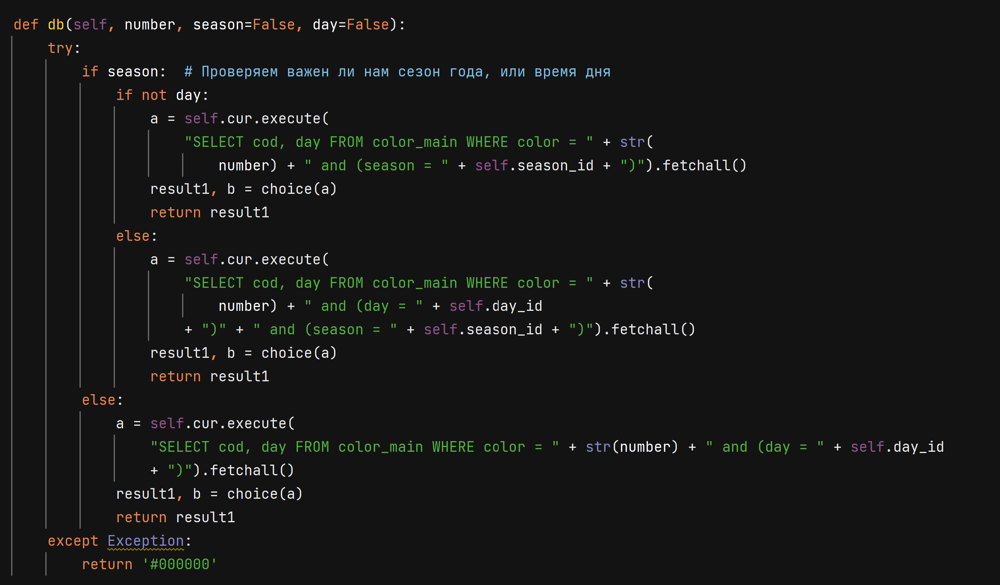 def db(self, number, season=False, day=False):
    try:
        if season:  # Проверяем важен ли нам сезон года, или время дня
            if not day:
                a = self.cur.execute(
                    "SELECT cod, day FROM color_main WHERE color = " + str(
                        number) + " and (season = " + self.season_id + ")").fetchall()
                result1, b = choice(a)
                return result1
            else:
                a = self.cur.execute(
                    "SELECT cod, day FROM color_main WHERE color = " + str(
                        number) + " and (day = " + self.day_id
                    + ")" + " and (season = " + self.season_id + ")").fetchall()
                result1, b = choice(a)
                return result1
        else:
            a = self.cur.execute(
                "SELECT cod, day FROM color_main WHERE color = " + str(number) + " and (day = " + self.day_id
                + ")").fetchall()
            result1, b = choice(a)
            return result1
    except Exception:
        return '#000000'